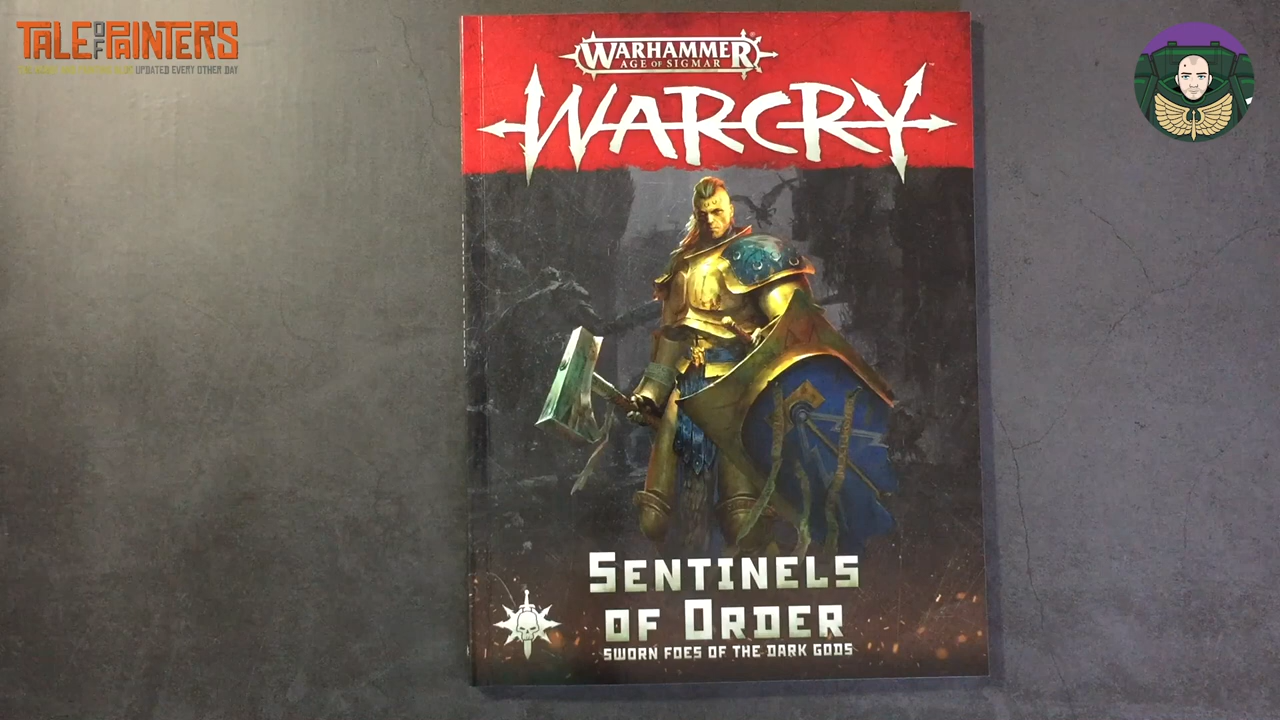 TALE OF PAINTERS
UPDATED EVERY OTHER DAY
WARHAMMER
AGE OF SIGMAR
WARCRY
SENTINELS
OF ORDER
SWORN FOES OF THE DARK GODS